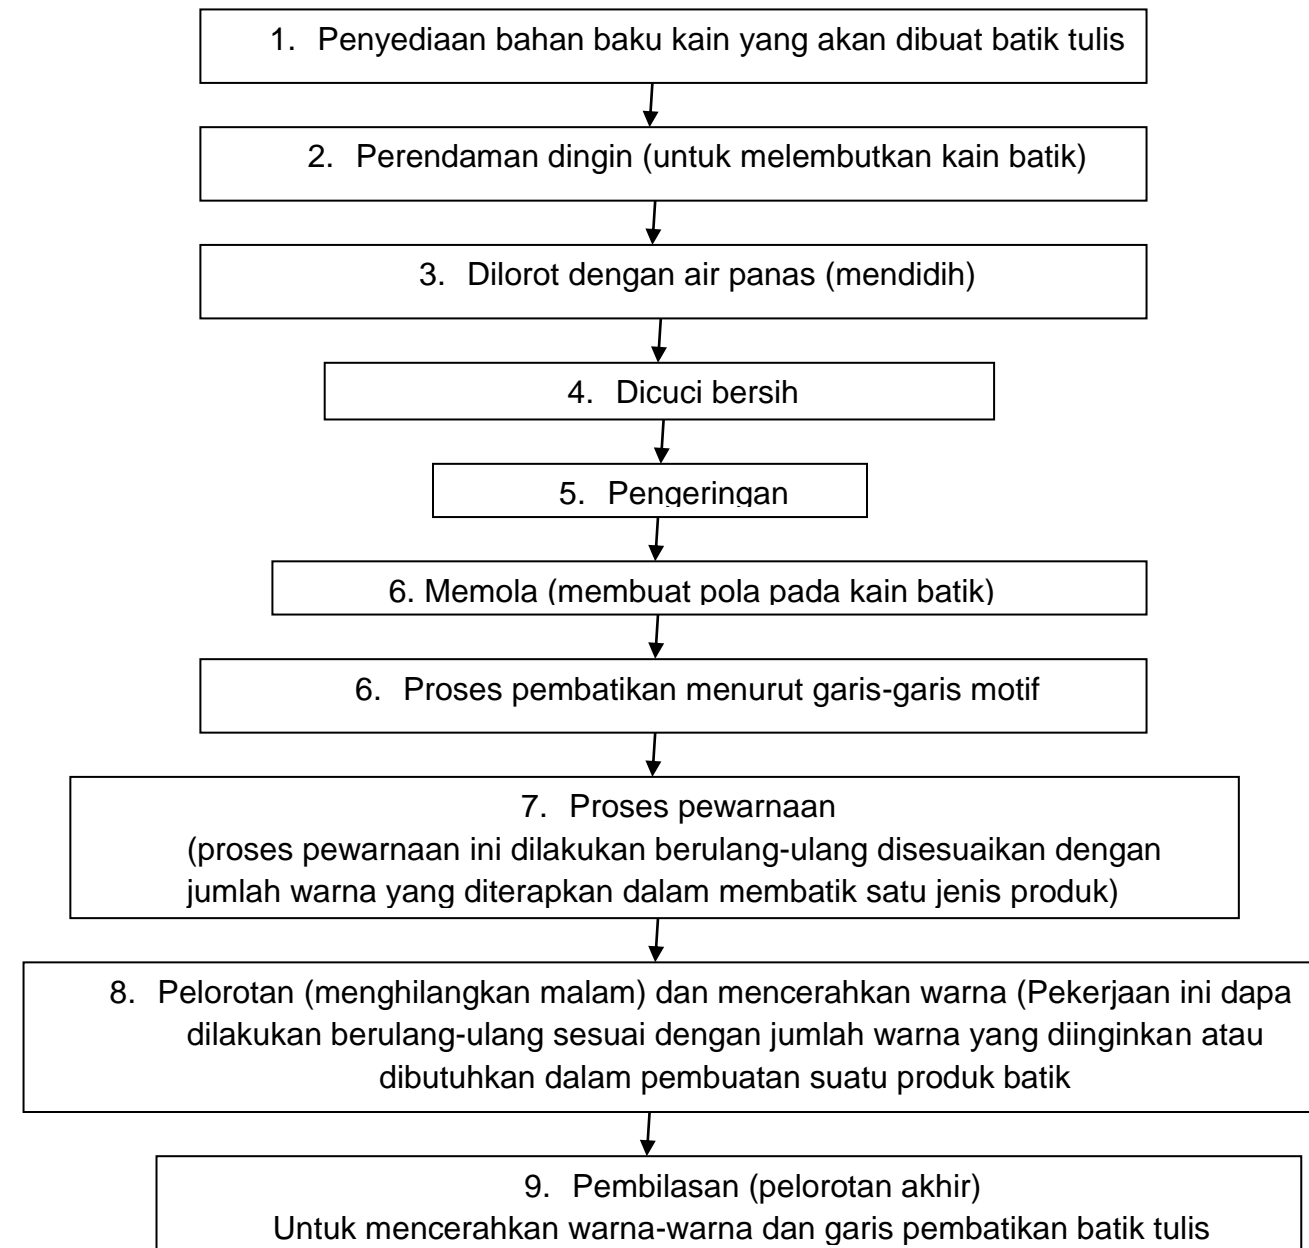 1. Penyediaan bahan baku kain yang akan dibuat batik tulis
2. Perendaman dingin (untuk melembutkan kain batik)
3. Dilorot dengan air panas (mendidih)
4. Dicuci bersih
5. Pengeringan
6. Memola (membuat pola pada kain batik)
6. Proses pembatikan menurut garis-garis motif
7. Proses pewarnaan
(proses pewarnaan ini dilakukan berulang-ulang disesuaikan dengan
jumlah warna yang diterapkan dalam membatik satu jenis produk)
8. Pelorotan (menghilangkan malam) dan mencerahkan warna (Pekerjaan ini dapa
dilakukan berulang-ulang sesuai dengan jumlah warna yang diinginkan atau
dibutuhkan dalam pembuatan suatu produk batik
9. Pembilasan (pelorotan akhir)
Untuk mencerahkan warna-warna dan garis pembatikan batik tulis